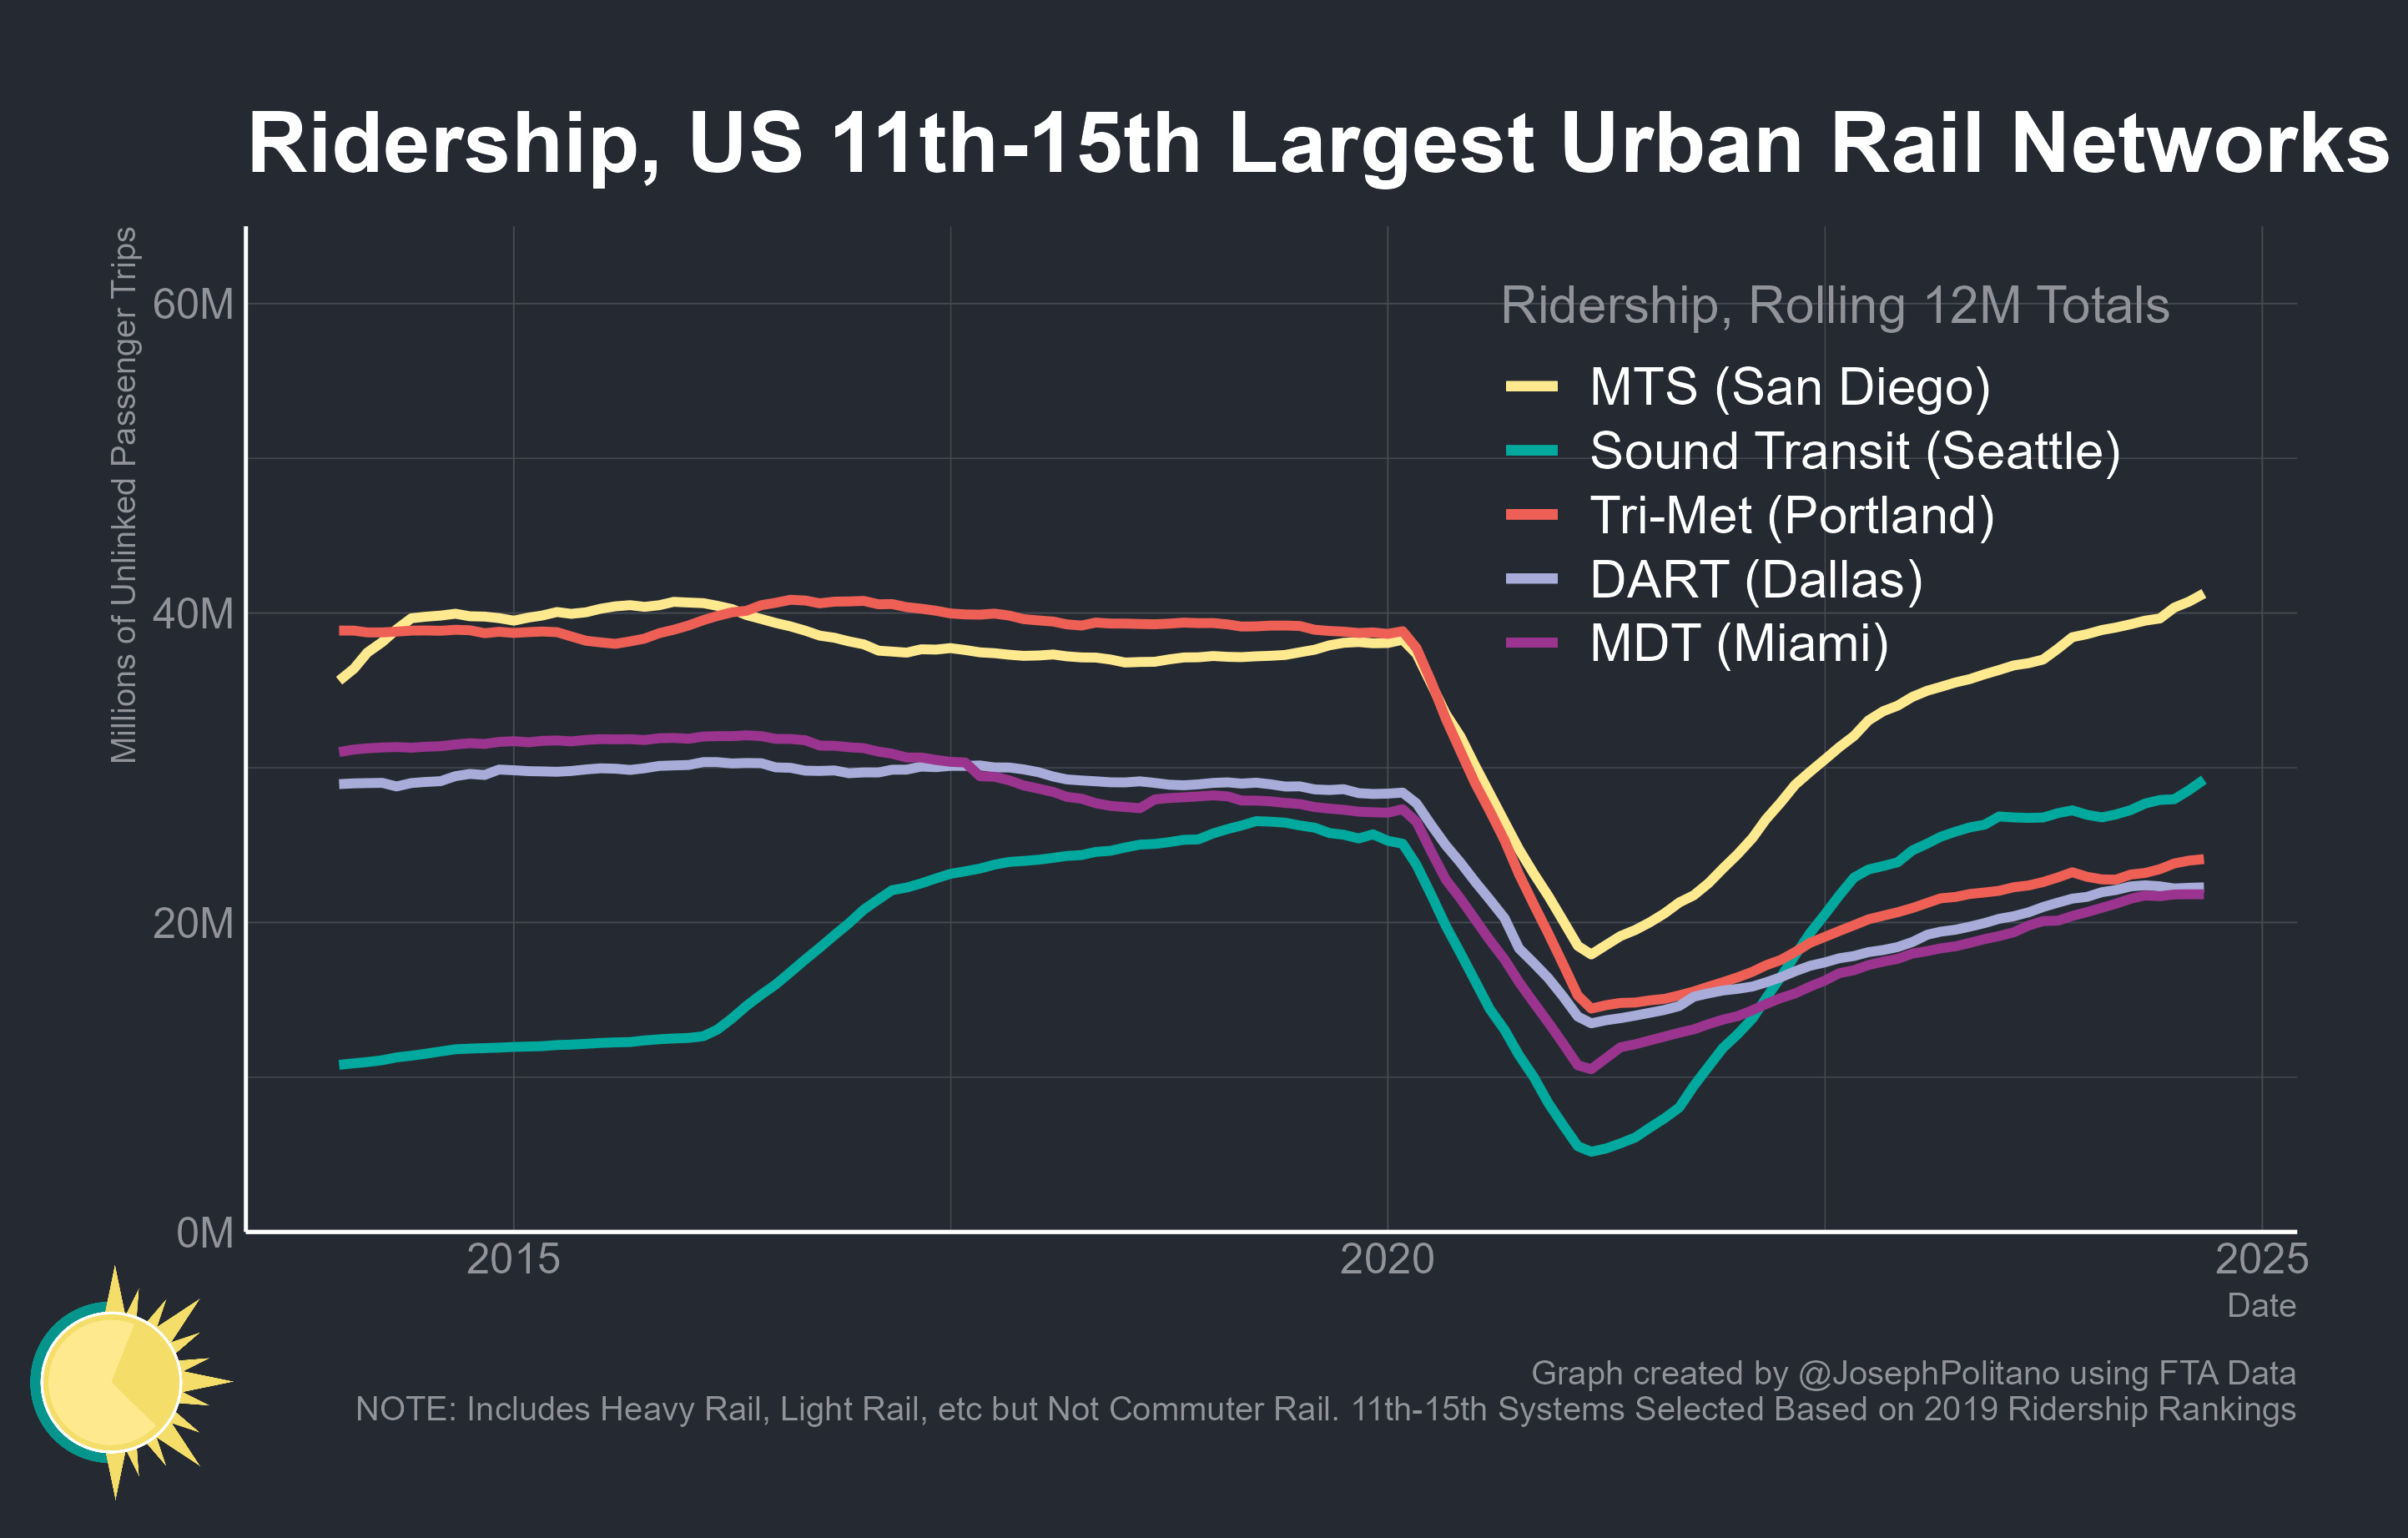 Ridership, US 11th-15th Largest Urban Rail Networks
Millions of Unlinked Passenger Trips
60M
40M
20M
0M
Ridership, Rolling 12M Totals
MTS (San Diego)
Sound Transit (Seattle)
Tri-Met (Portland)
DART (Dallas)
MDT (Miami)
2015
2020
2025
Date
Graph created by @JosephPolitano using FTA Data
NOTE: Includes Heavy Rail, Light Rail, etc but Not Commuter Rail. 11th-15th Systems Selected Based on 2019 Ridership Rankings